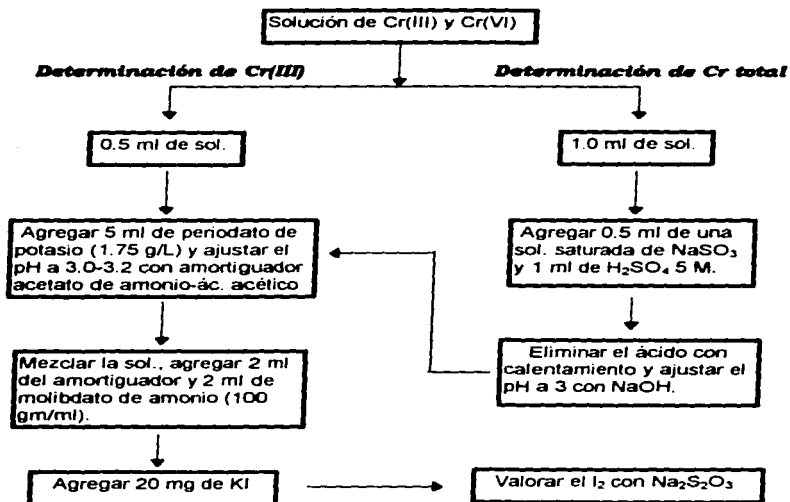 Solución de Cr(III) y Cr(VI)
Determinación de Cr(III)
Determinación de Cr total
0.5 ml de sol.
1.0 ml de sol.
Agregar 5 ml de periodato de
potasio (1.75 g/L) y ajustar el
pH a 3.0-3.2 con amortiguador
acetato de amonio-ác. acético
Agregar 0.5 ml de una
sol. saturada de NaSO₃
y 1 ml de H₂SO₄ 5 M.
Mezclar la sol., agregar 2 ml
del amortiguador y 2 ml de
molibdato de amonio (100
gm/ml).
Eliminar el ácido con
calentamiento y ajustar el
pH a 3 con NaOH.
Agregar 20 mg de KI
Valorar el I₂ con Na₂S₂O₃